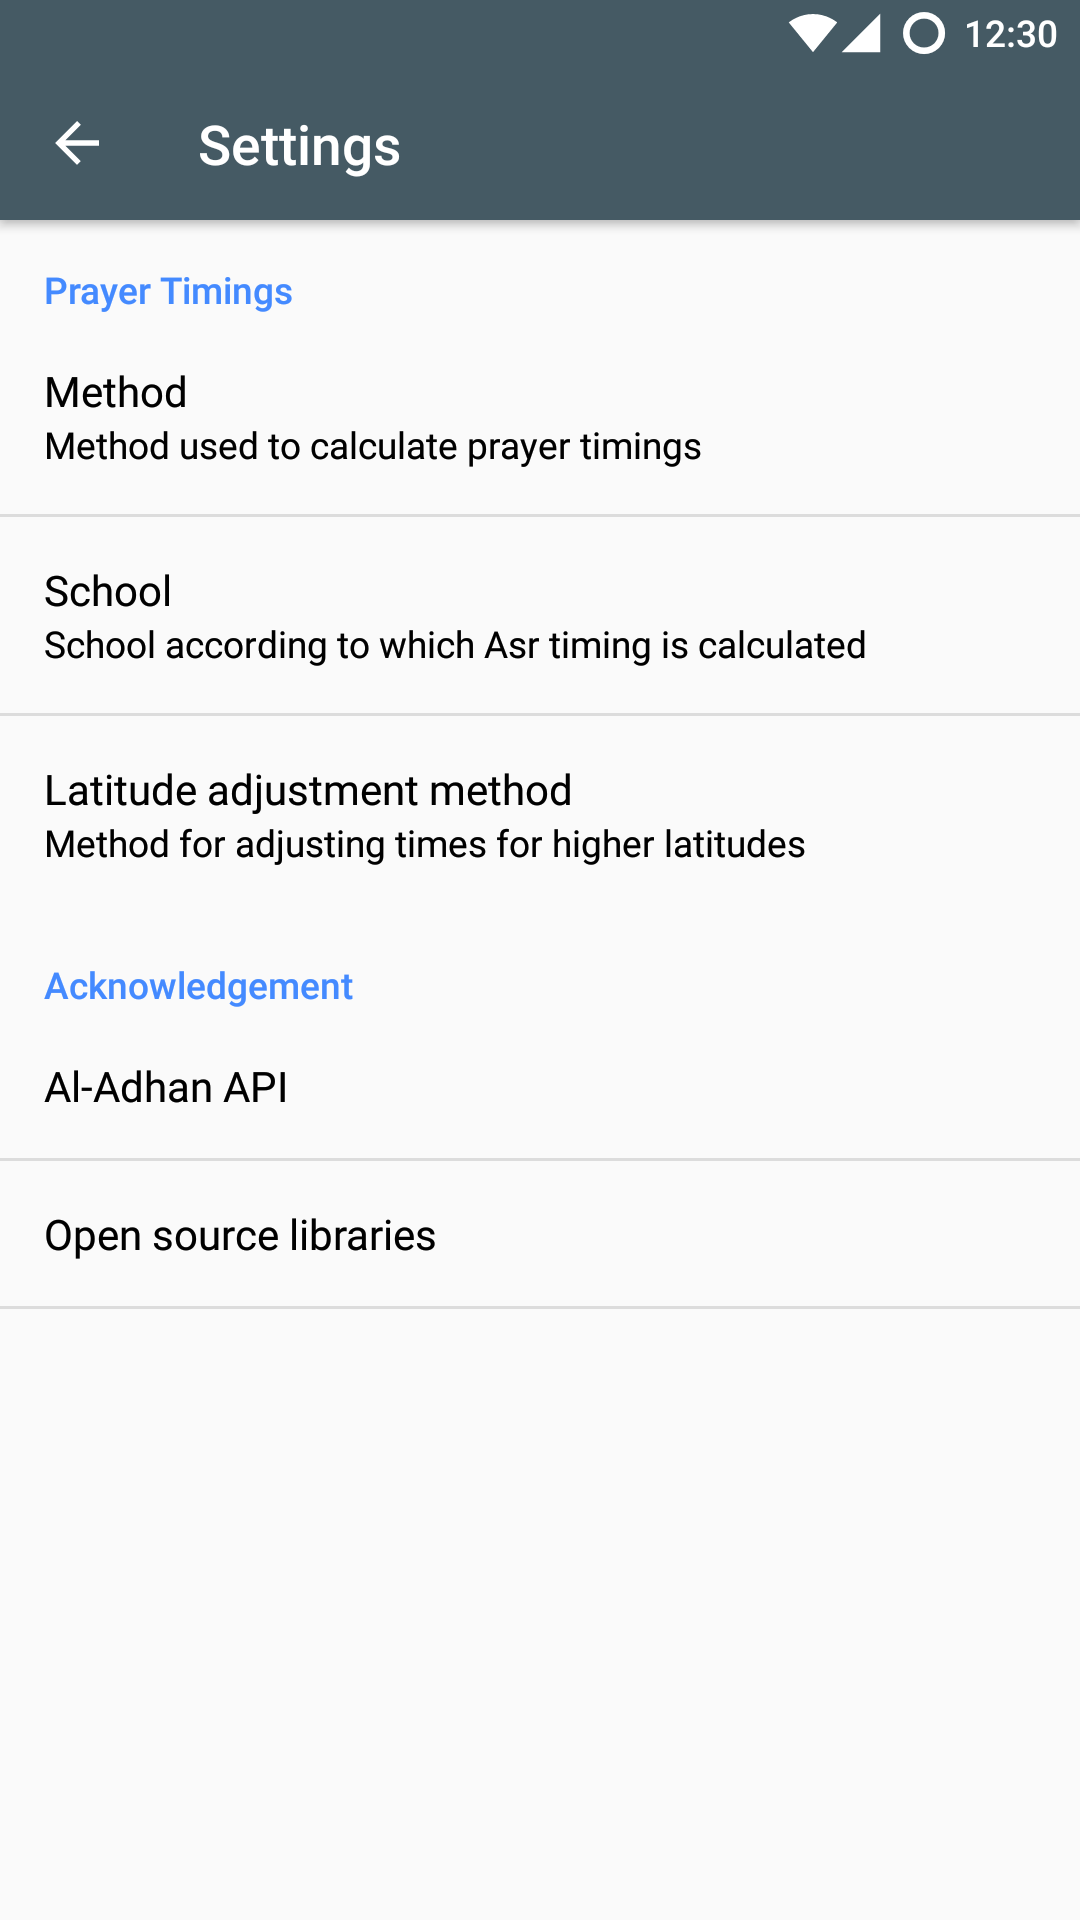 12:30
Settings
Prayer Timings
Method
Method used to calculate prayer timings
School
School according to which Asr timing is calculated
Latitude adjustment method
Method for adjusting times for higher latitudes
Acknowledgement
Al-Adhan API
Open source libraries